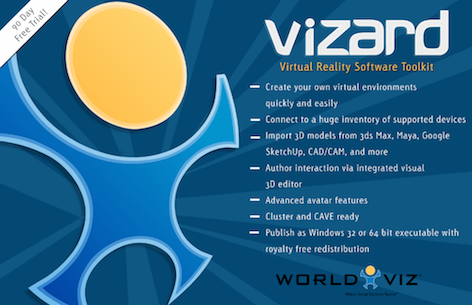 90 Day
Free Trial!
vizard
Virtual Reality Software Toolkit
Create your own virtual environments
quickly and easily
Connect to a huge inventory of supported devices
Import 3D models from 3ds Max, Maya, Google
SketchUp, CAD/CAM, and more
Author interaction via integrated visual
3D editor
Advanced avatar features
Cluster and CAVE ready
Publish as Windows 32 or 64 bit executable with
royalty free redistribution
WORLD VIZ